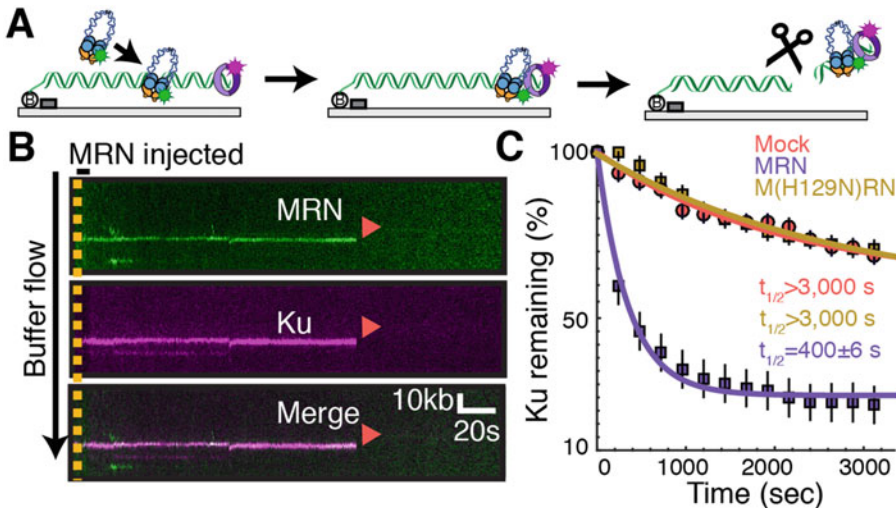 A
B
B
B
B
MRN injected
Buffer flow
MRN
Ku
Merge
10kb
20s
C
Ku remaining (%)
100
50
10
Mock
MRN
M(H129N)RN
t1/2>3,000 s
t1/2>3,000 s
t1/2=400±6 s
0 1000 2000 3000
Time (sec)